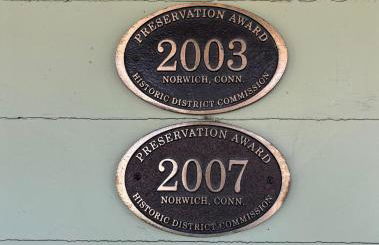 PRESERVATION AWARD
2003
NORWICH, CONN.
HISTORIC DISTRICT COMMISSION
PRESERVATION AWARD
2007
NORWICH, CONN.
HISTORIC DISTRICT COMMISSION